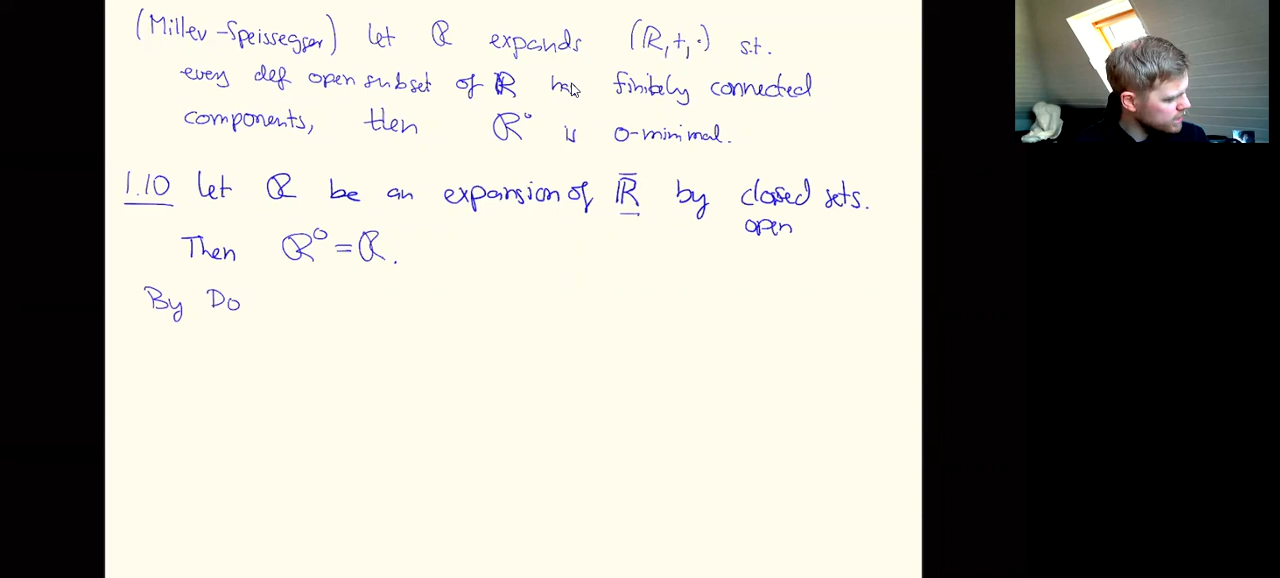 (Miller-Speissegger) Let ℛ expands (ℝ,+,·) s.t.
every def open subset of ℝ has finitely connected
components, then ℛ° is o-minimal.
1.10 Let ℛ be an expansion of ℝ̄ by closed sets.
open
Then ℛ° = ℛ.
By Do